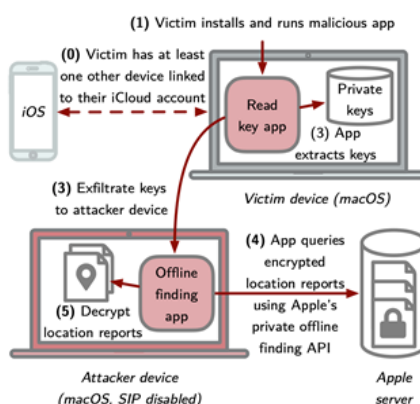 (1) Victim installs and runs malicious app
(0) Victim has at least
one other device linked
to their iCloud account
iOS
Read
key app
Private
keys
(3) App
extracts keys
Victim device (macOS)
(3) Exfiltrate keys
to attacker device
(4) App queries
encrypted
location reports
using Apple's
private offline
finding API
Offline
finding
app
(5) Decrypt
location reports
Attacker device
(macOS, SIP disabled)
Apple
server